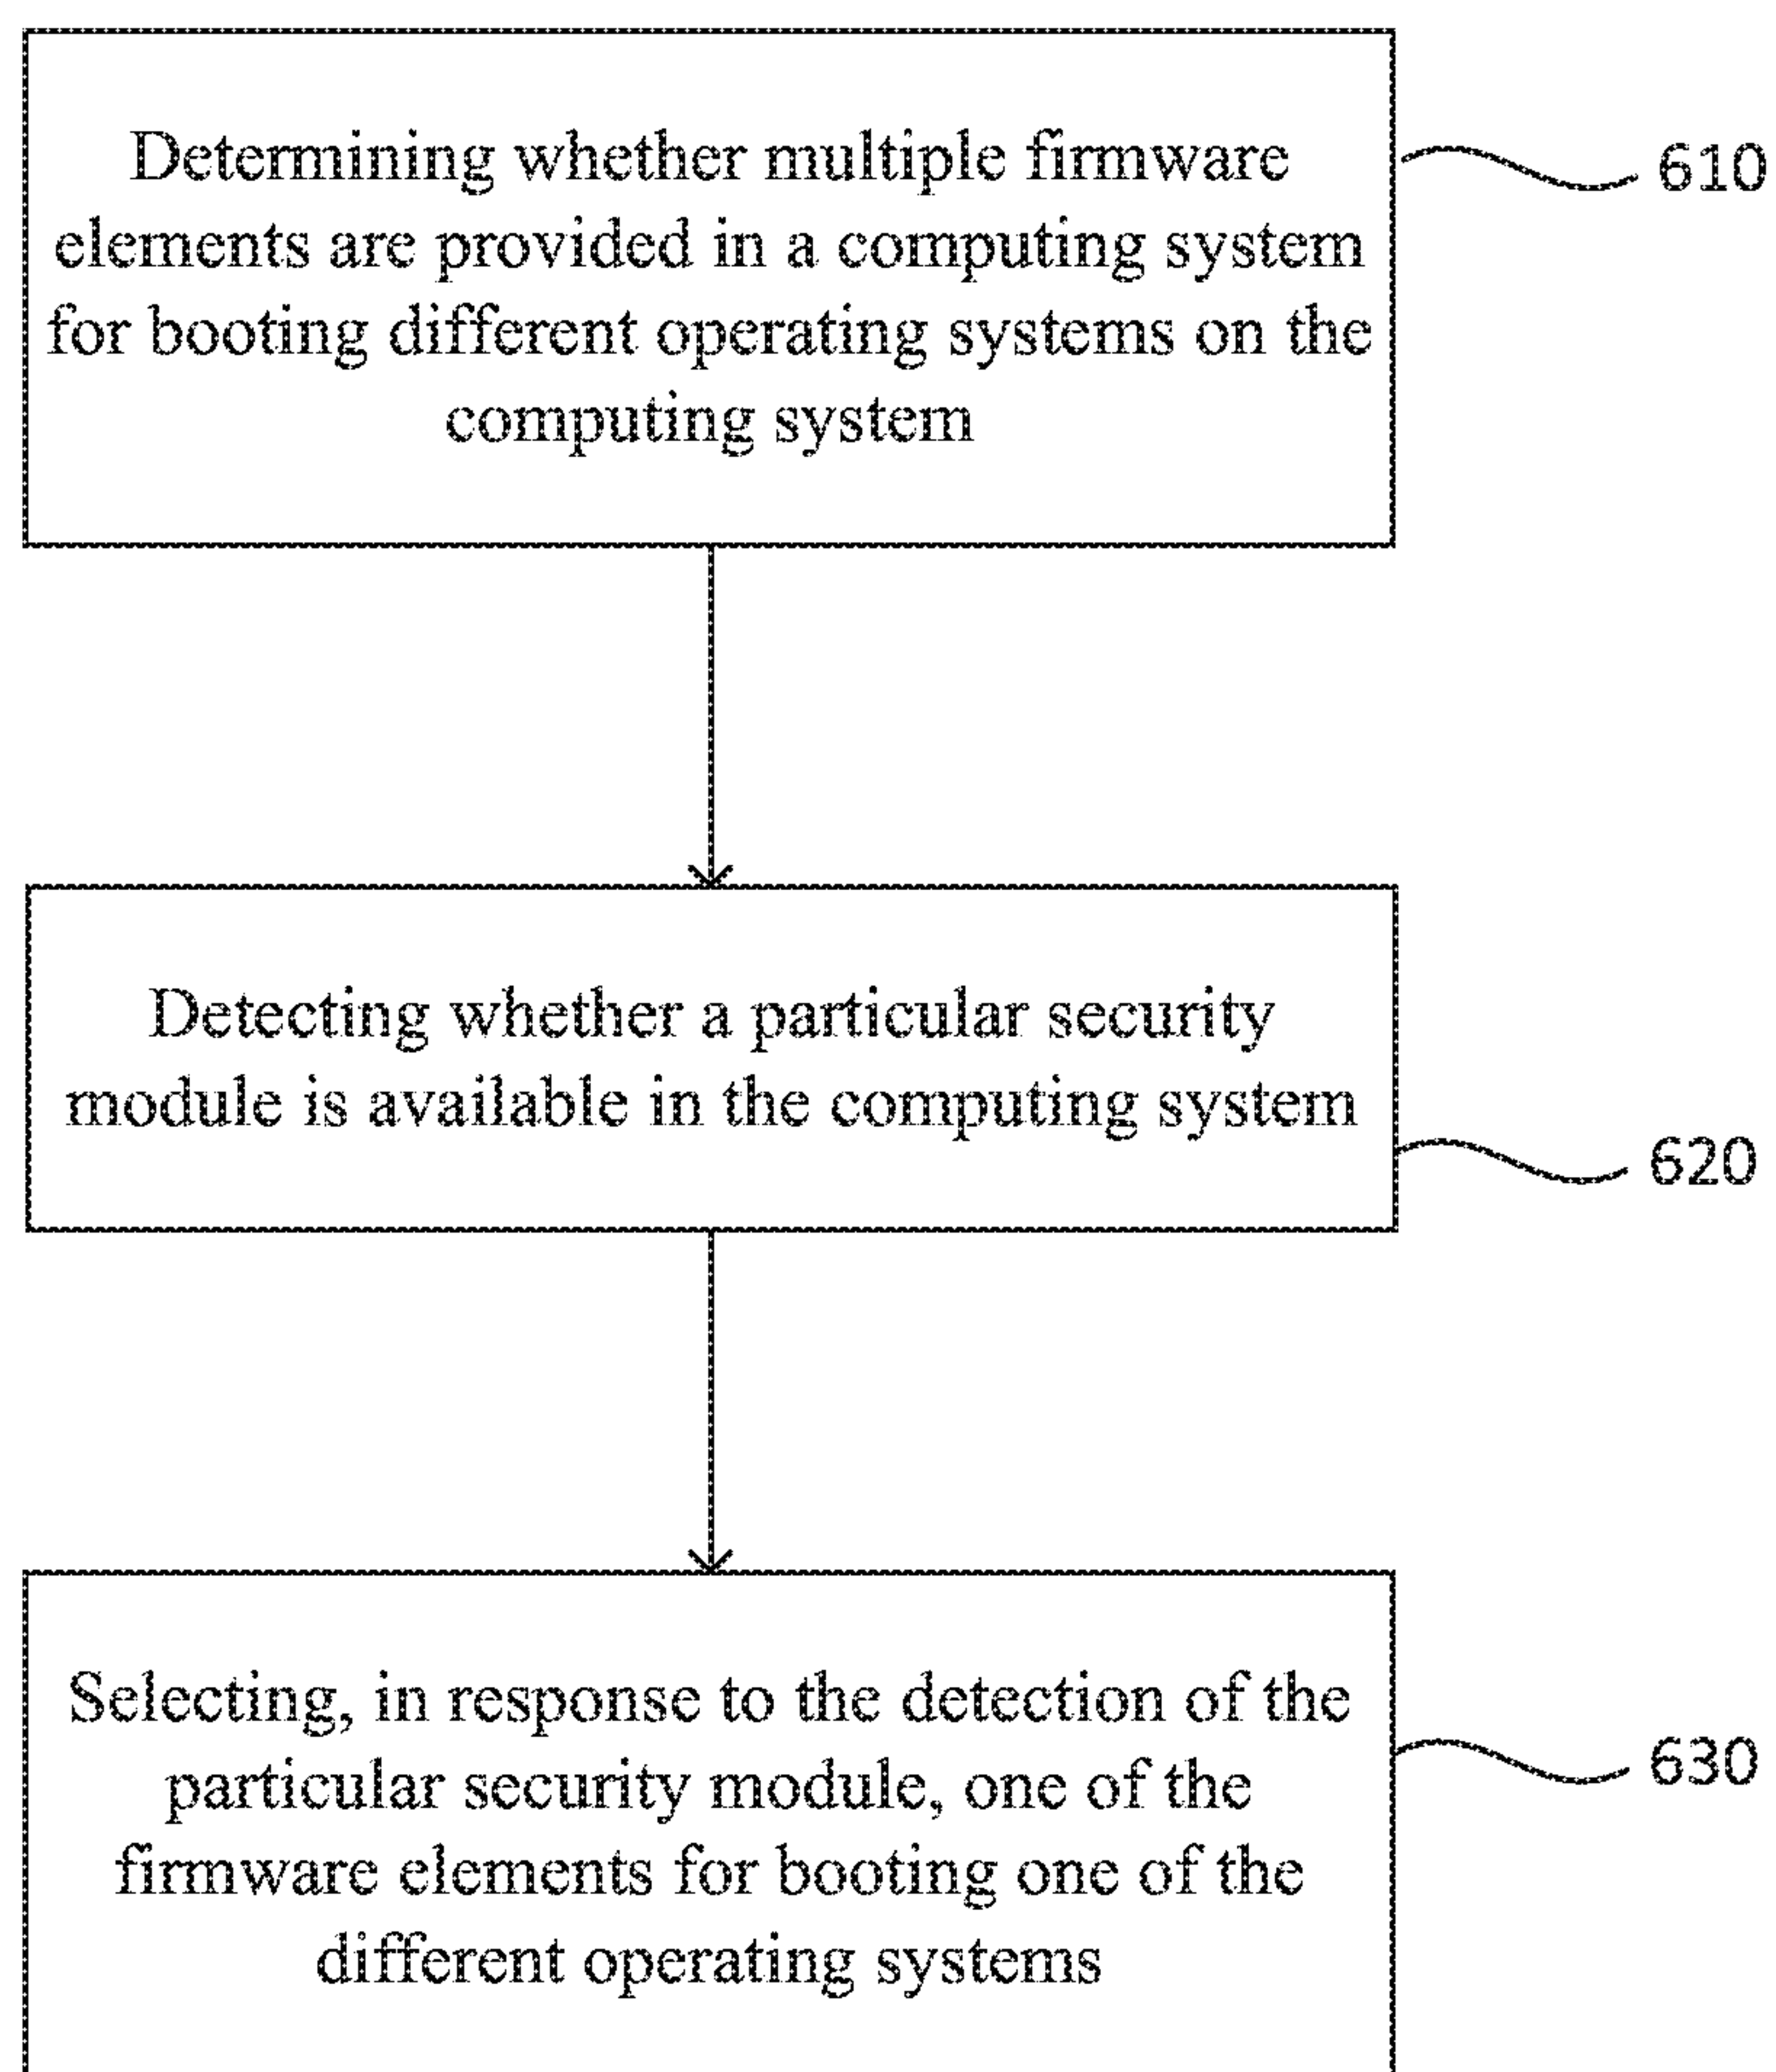 Determining whether multiple firmware
elements are provided in a computing system
for booting different operating systems on the
computing system
610
Detecting whether a particular security
module is available in the computing system
620
Selecting, in response to the detection of the
particular security module, one of the
firmware elements for booting one of the
different operating systems
630